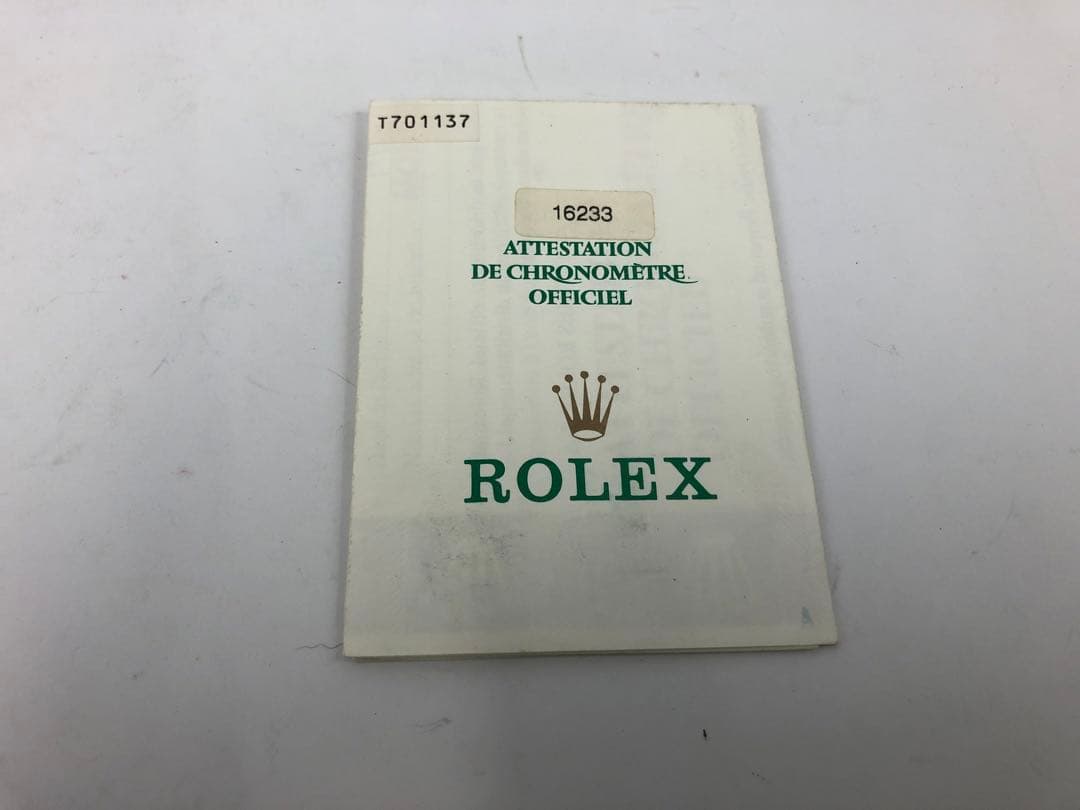 T701137
16233
ATTESTATION
DE CHRONOMÈTRE
OFFICIEL
ROLEX